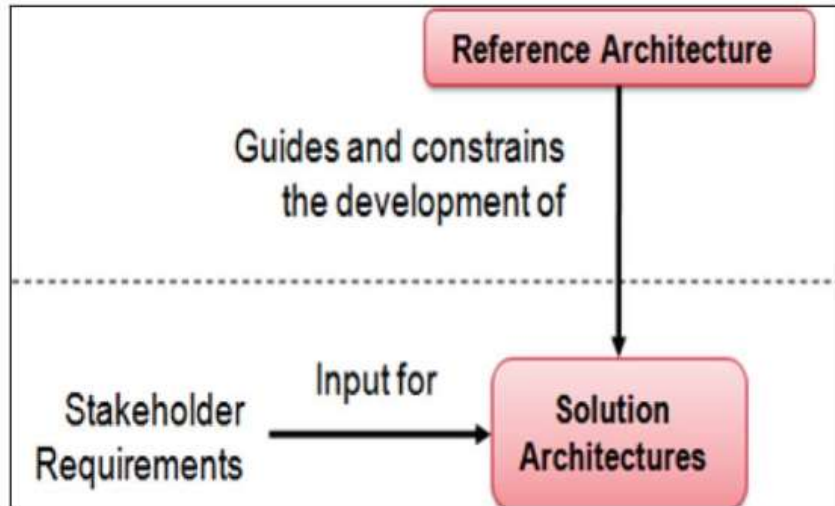 Reference Architecture
Guides and constrains
the development of
Input for
Stakeholder
Requirements
Solution
Architectures